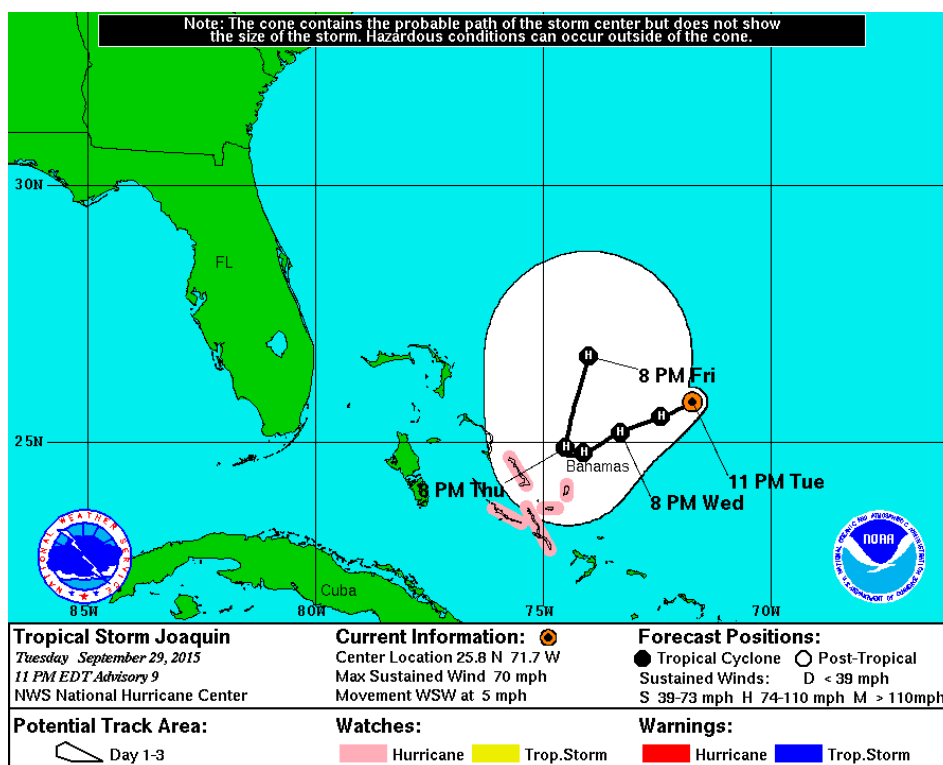 Note: The cone contains the probable path of the storm center but does not show
the size of the storm. Hazardous conditions can occur outside of the cone.
30N
FL
8 PM Fri
25N
Bahamas
8 PM Thu
11 PM Tue
8 PM Wed
NATIONAL WEATHER SERVICE
NOAA
Cuba
85W 80W 75W 70W
Tropical Storm Joaquin
Tuesday September 29, 2015
11 PM EDT Advisory 9
NWS National Hurricane Center
Current Information:
Center Location 25.8 N 71.7 W
Max Sustained Wind 70 mph
Movement WSW at 5 mph
Forecast Positions:
Tropical Cyclone Post-Tropical
Sustained Winds: D < 39 mph
S 39-73 mph H 74-110 mph M > 110mph
Potential Track Area:
Day 1-3
Watches:
Hurricane Trop.Storm
Warnings:
Hurricane Trop.Storm
H
H
H
H
H